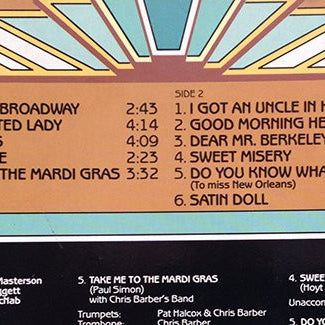 SIDE 2
BROADWAY 2:43
TED LADY 4:14
S 4:09
E 2:23
THE MARDI GRAS 3:32
1. I GOT AN UNCLE IN H
2. GOOD MORNING HE
3. DEAR MR. BERKELEY
4. SWEET MISERY
5. DO YOU KNOW WHA
(To miss New Orleans)
6. SATIN DOLL
Masterson
ggett
cNab
5. TAKE ME TO THE MARDI GRAS
(Paul Simon)
with Chris Barber's Band
Trumpets: Pat Halcox & Chris Barber
Trombone: Chris Barber
4. SWEE
(Hoyt
Unaccom
5. DO YO